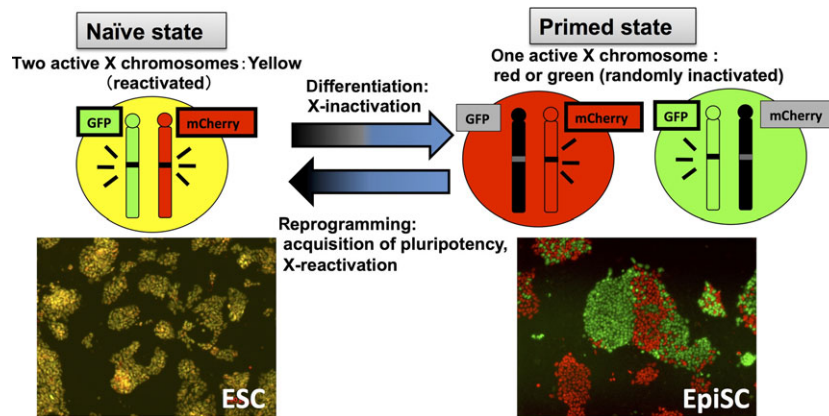 Naïve state
Two active X chromosomes:Yellow
(reactivated)
GFP
mCherry
Differentiation:
X-inactivation
Reprogramming:
acquisition of pluripotency,
X-reactivation
Primed state
One active X chromosome :
red or green (randomly inactivated)
GFP
mCherry
GFP
mCherry
ESC
EpiSC